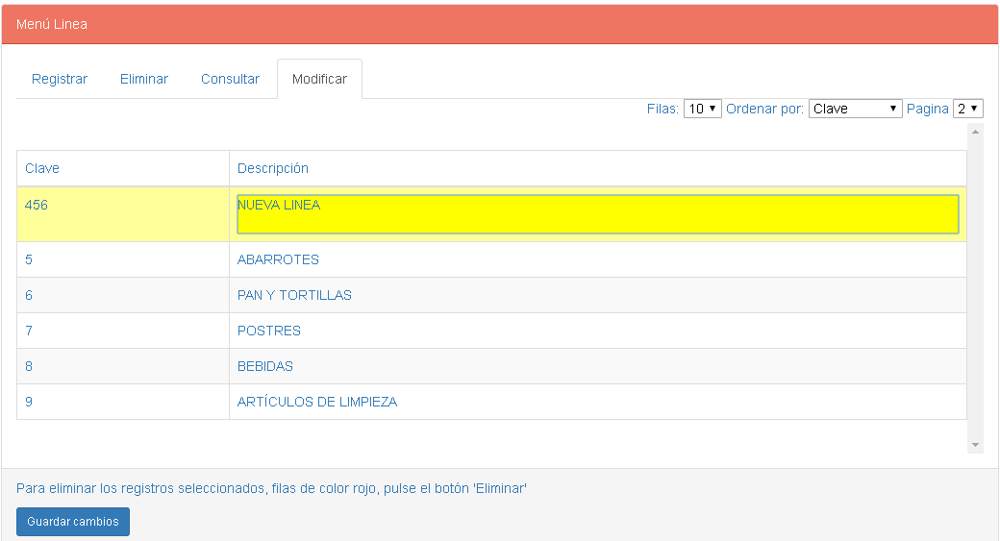 Menú Linea
Registrar Eliminar Consultar Modificar
Filas: 10 Ordenar por: Clave Pagina 2
Clave Descripción
456 NUEVA LINEA
5 ABARROTES
6 PAN Y TORTILLAS
7 POSTRES
8 BEBIDAS
9 ARTÍCULOS DE LIMPIEZA
Para eliminar los registros seleccionados, filas de color rojo, pulse el botón 'Eliminar'
Guardar cambios